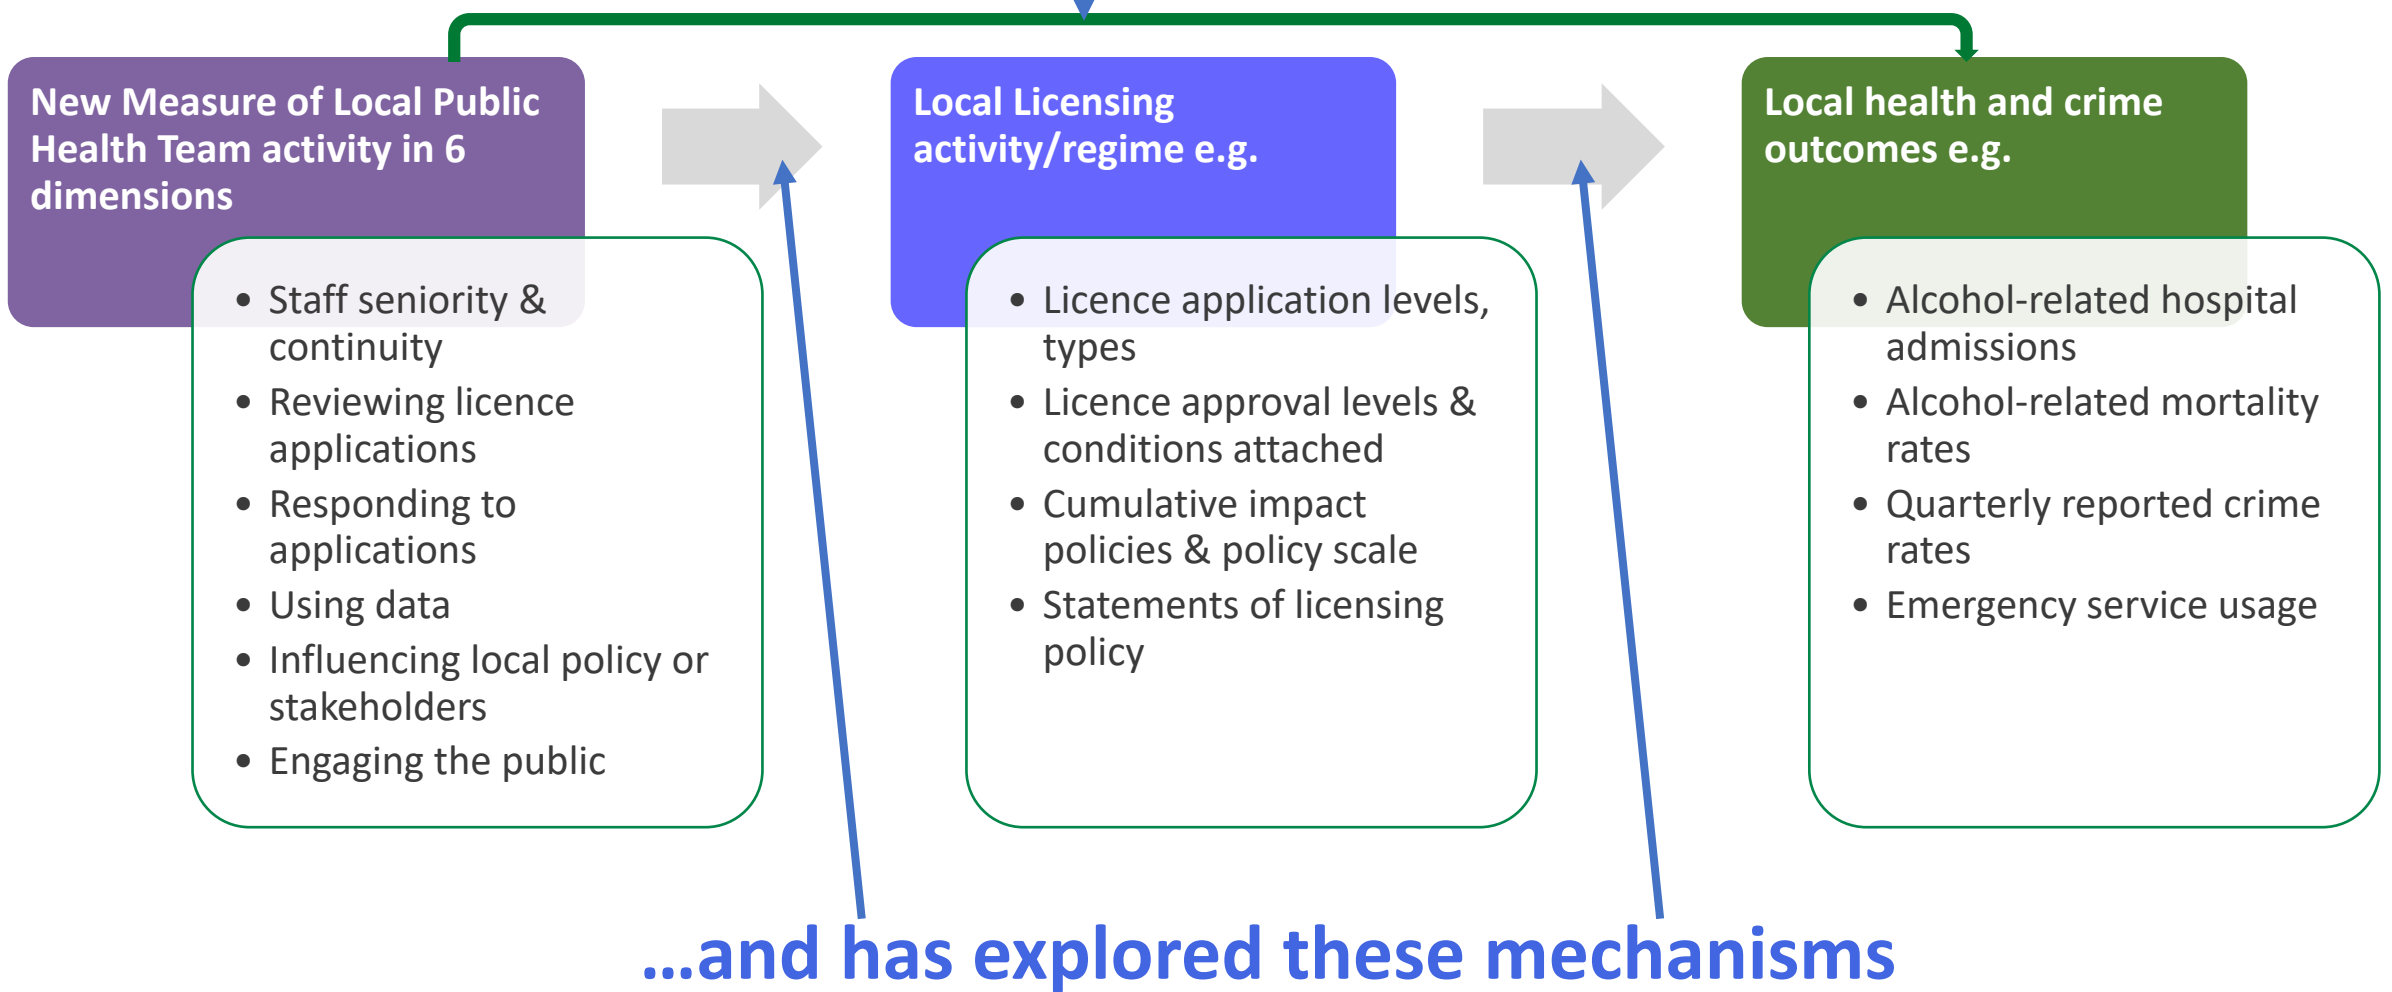 New Measure of Local Public
Health Team activity in 6
dimensions
• Staff seniority &
continuity
• Reviewing licence
applications
• Responding to
applications
• Using data
• Influencing local policy or
stakeholders
• Engaging the public
Local Licensing
activity/regime e.g.
• Licence application levels,
types
• Licence approval levels &
conditions attached
• Cumulative impact
policies & policy scale
• Statements of licensing
policy
Local health and crime
outcomes e.g.
• Alcohol-related hospital
admissions
• Alcohol-related mortality
rates
• Quarterly reported crime
rates
• Emergency service usage
...and has explored these mechanisms